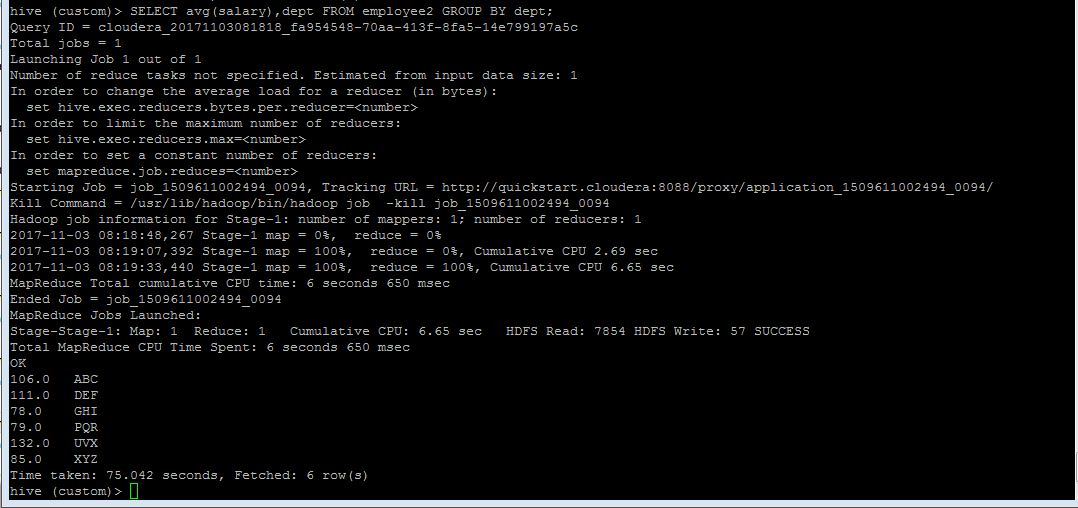 hive (custom)> SELECT avg(salary),dept FROM employee2 GROUP BY dept;
Query ID = cloudera_20171103081818_fa954548-70aa-413f-8fa5-14e799197a5c
Total jobs = 1
Launching Job 1 out of 1
Number of reduce tasks not specified. Estimated from input data size: 1
In order to change the average load for a reducer (in bytes):
  set hive.exec.reducers.bytes.per.reducer=<number>
In order to limit the maximum number of reducers:
  set hive.exec.reducers.max=<number>
In order to set a constant number of reducers:
  set mapreduce.job.reduces=<number>
Starting Job = job_1509611002494_0094, Tracking URL = http://quickstart.cloudera:8088/proxy/application_1509611002494_0094/
Kill Command = /usr/lib/hadoop/bin/hadoop job  -kill job_1509611002494_0094
Hadoop job information for Stage-1: number of mappers: 1; number of reducers: 1
2017-11-03 08:18:48,267 Stage-1 map = 0%,  reduce = 0%
2017-11-03 08:19:07,392 Stage-1 map = 100%,  reduce = 0%, Cumulative CPU 2.69 sec
2017-11-03 08:19:33,440 Stage-1 map = 100%,  reduce = 100%, Cumulative CPU 6.65 sec
MapReduce Total cumulative CPU time: 6 seconds 650 msec
Ended Job = job_1509611002494_0094
MapReduce Jobs Launched:
Stage-Stage-1: Map: 1  Reduce: 1   Cumulative CPU: 6.65 sec   HDFS Read: 7854 HDFS Write: 57 SUCCESS
Total MapReduce CPU Time Spent: 6 seconds 650 msec
OK
106.0   ABC
111.0   DEF
78.0    GHI
79.0    PQR
132.0   UVX
85.0    XYZ
Time taken: 75.042 seconds, Fetched: 6 row(s)
hive (custom)>